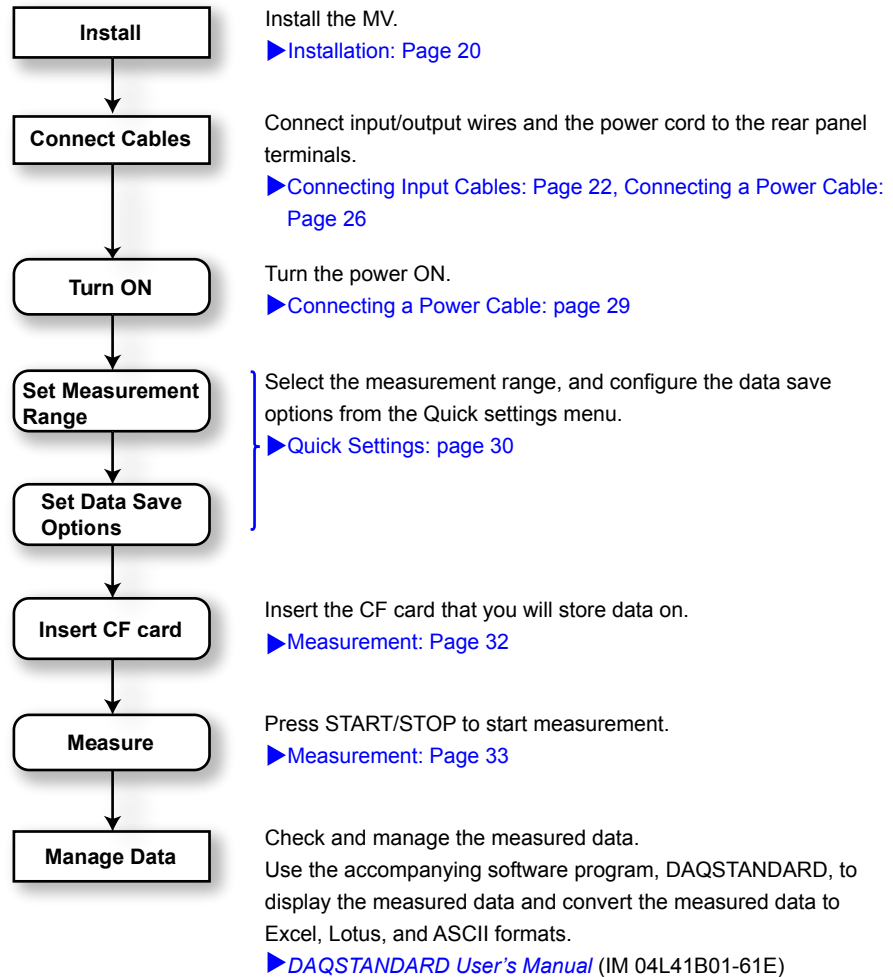 Install
Install the MV.
▶Installation: Page 20
Connect Cables
Connect input/output wires and the power cord to the rear panel
terminals.
▶Connecting Input Cables: Page 22, Connecting a Power Cable:
Page 26
Turn ON
Turn the power ON.
▶Connecting a Power Cable: page 29
Set Measurement
Range
Select the measurement range, and configure the data save
options from the Quick settings menu.
▶Quick Settings: page 30
Set Data Save
Options
Insert CF card
Insert the CF card that you will store data on.
▶Measurement: Page 32
Measure
Press START/STOP to start measurement.
▶Measurement: Page 33
Manage Data
Check and manage the measured data.
Use the accompanying software program, DAQSTANDARD, to
display the measured data and convert the measured data to
Excel, Lotus, and ASCII formats.
▶DAQSTANDARD User's Manual (IM 04L41B01-61E)